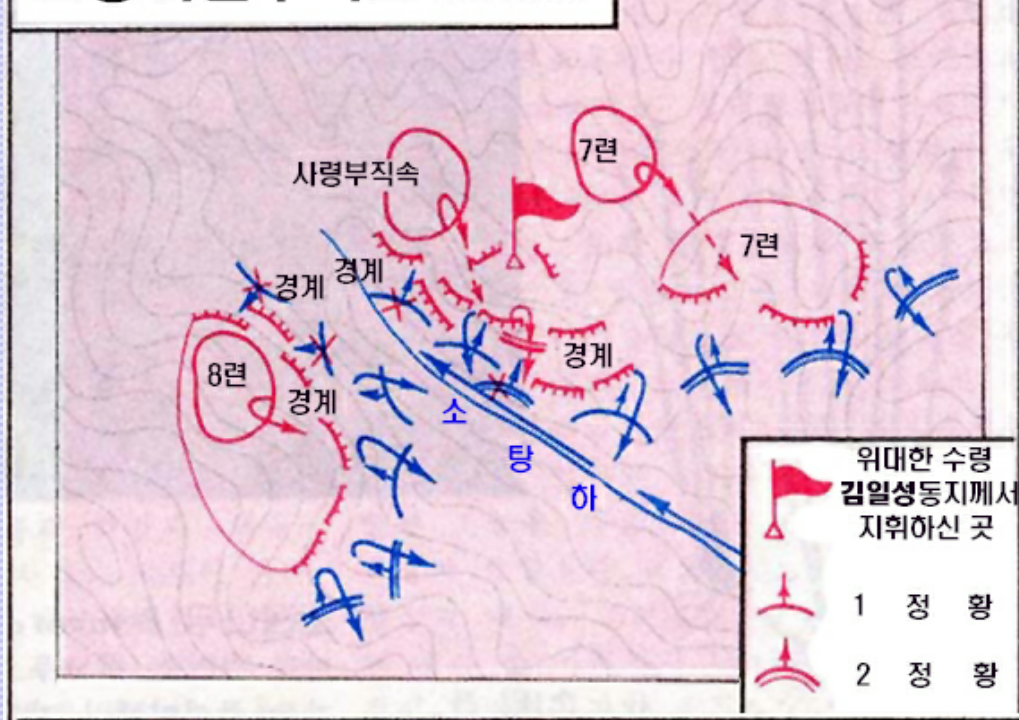 사령부직속
7련
7련
경계
경계
8련
경계
경계
소
탕
하
위대한 수령
김일성동지께서
지휘하신 곳
1 정 황
2 정 황